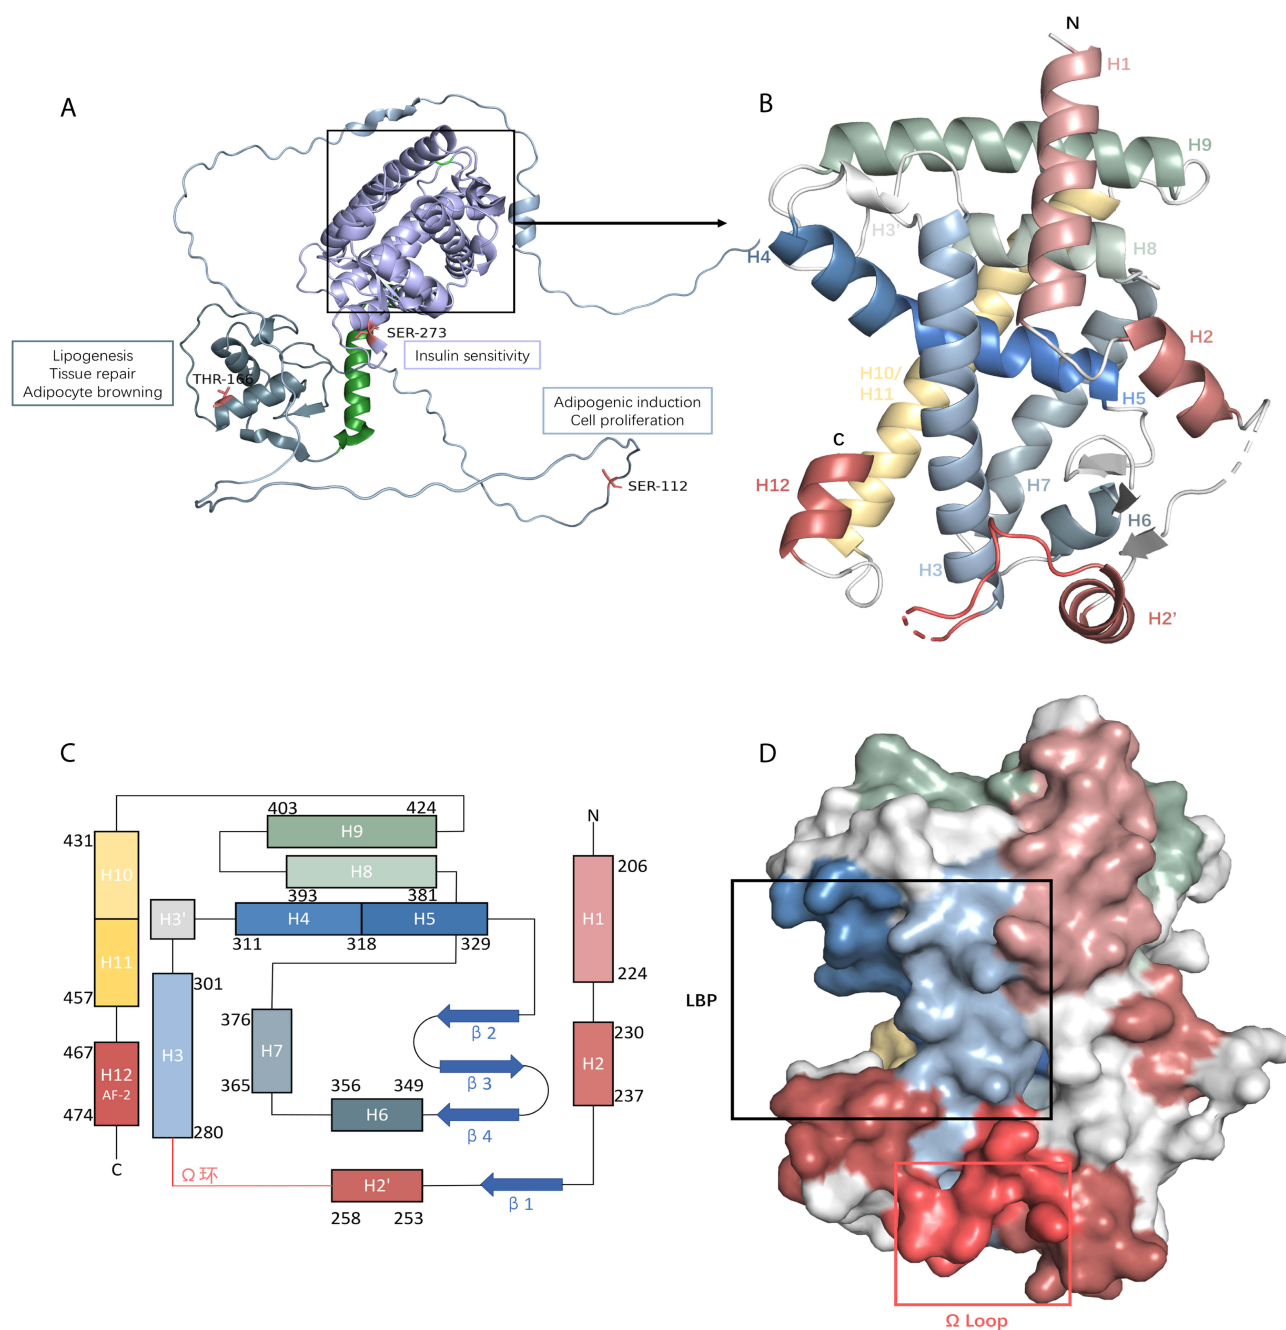 A
SER-273
Insulin sensitivity
Lipogenesis
Tissue repair
Adipocyte browning
THR-166
Adipogenic induction
Cell proliferation
SER-112
B
N
H1
H9
H3'
H8
H4
H2
H10/
H11
H5
C
H12
H7
H6
H3
H2'
C
403
424
N
431
H9
206
H10
H8
393
381
H3'
H4
H5
H1
311
318
329
H11
301
224
457
376
β 2
230
467
H7
H3
β 3
H2
H12
AF-2
365
356
349
237
474
H6
β 4
280
C
Ω 环
H2'
β 1
258
253
D
LBP
Ω Loop